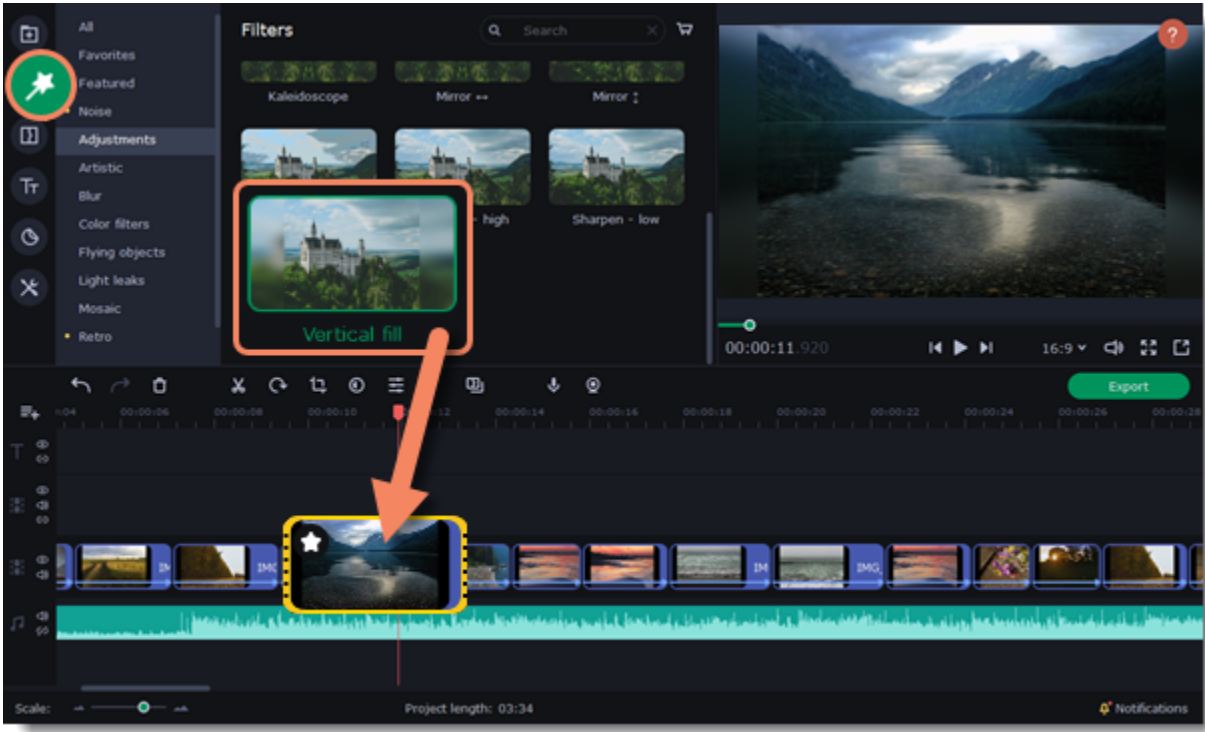 All
Favorites
Featured
Noise
Adjustments
Artistic
Blur
Color filters
Flying objects
Light leaks
Mosaic
Retro
Filters
Search
Kaleidoscope
Mirror ↔
Mirror ↕
- high
Sharpen - low
Vertical fill
?
00:00:11.920
16:9
Export
:04 00:00:06 00:00:08 00:00:10 :12 00:00:14 00:00:16 00:00:18 00:00:20 00:00:22 00:00:24 00:00:26 00:00:28
IM
IMG
IM
IMG_
Scale:
Project length: 03:34
Notifications